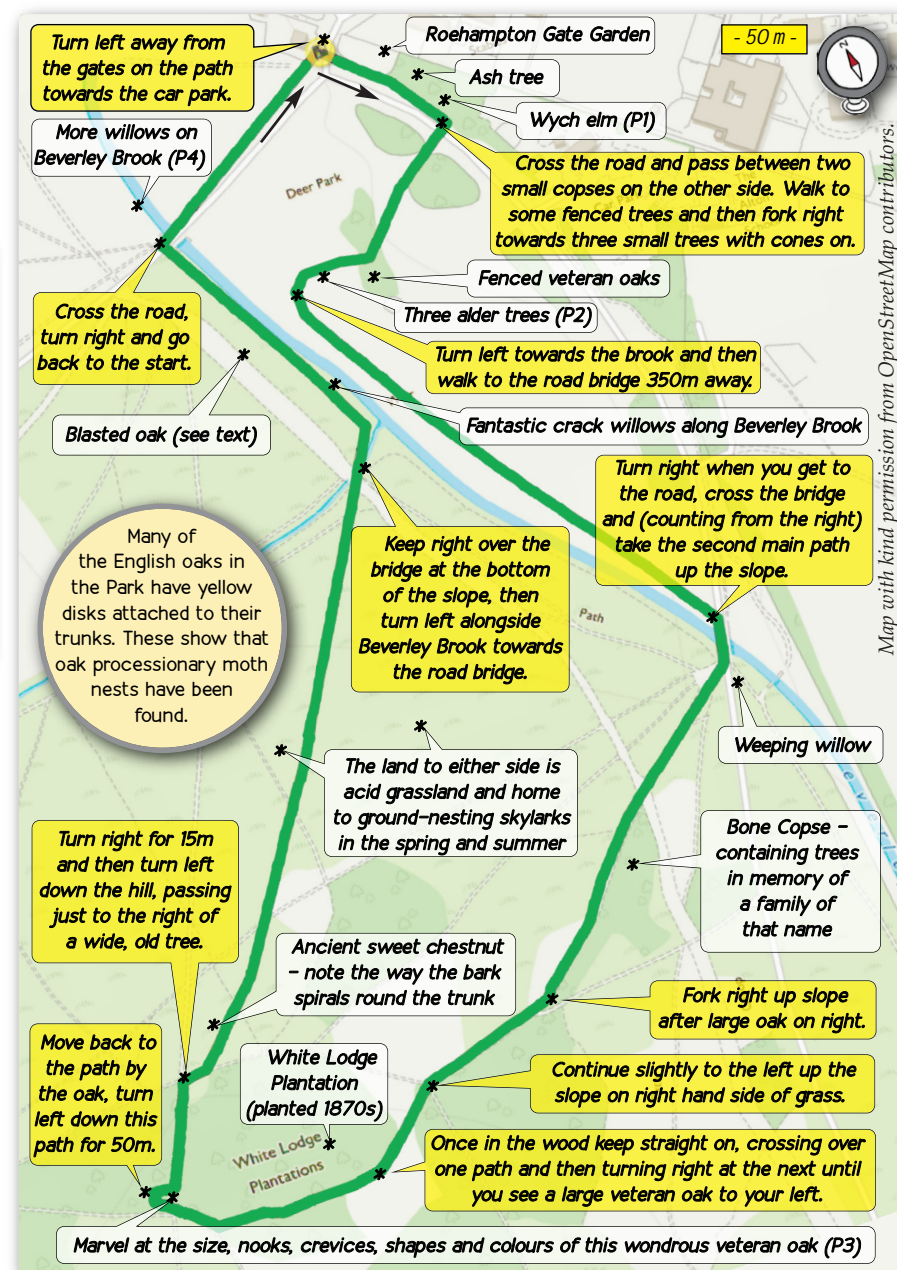 Turn left away from
the gates on the path
towards the car park.
Roehampton Gate Garden
- 50 m -
N
Ash tree
Wych elm (P1)
More willows on
Beverley Brook (P4)
Deer Park
Cross the road and pass between two
small copses on the other side. Walk to
some fenced trees and then fork right
towards three small trees with cones on.
Fenced veteran oaks
Three alder trees (P2)
Cross the road,
turn right and go
back to the start.
Turn left towards the brook and then
walk to the road bridge 350m away.
Blasted oak (see text)
Fantastic crack willows along Beverley Brook
Turn right when you get to
the road, cross the bridge
and (counting from the right)
take the second main path
up the slope.
Many of
the English oaks in
the Park have yellow
disks attached to their
trunks. These show that
oak processionary moth
nests have been
found.
Keep right over the
bridge at the bottom
of the slope, then
turn left alongside
Beverley Brook towards
the road bridge.
Path
Weeping willow
The land to either side is
acid grassland and home
to ground-nesting skylarks
in the spring and summer
Bone Copse -
containing trees
in memory of
a family of
that name
Turn right for 15m
and then turn left
down the hill, passing
just to the right of
a wide, old tree.
Ancient sweet chestnut
- note the way the bark
spirals round the trunk
Fork right up slope
after large oak on right.
Move back to
the path by
the oak, turn
left down this
path for 50m.
White Lodge
Plantation
(planted 1870s)
Continue slightly to the left up the
slope on right hand side of grass.
White Lodge
Plantations
Once in the wood keep straight on, crossing over
one path and then turning right at the next until
you see a large veteran oak to your left.
Marvel at the size, nooks, crevices, shapes and colours of this wondrous veteran oak (P3)
Map with kind permission from OpenStreetMap contributors.